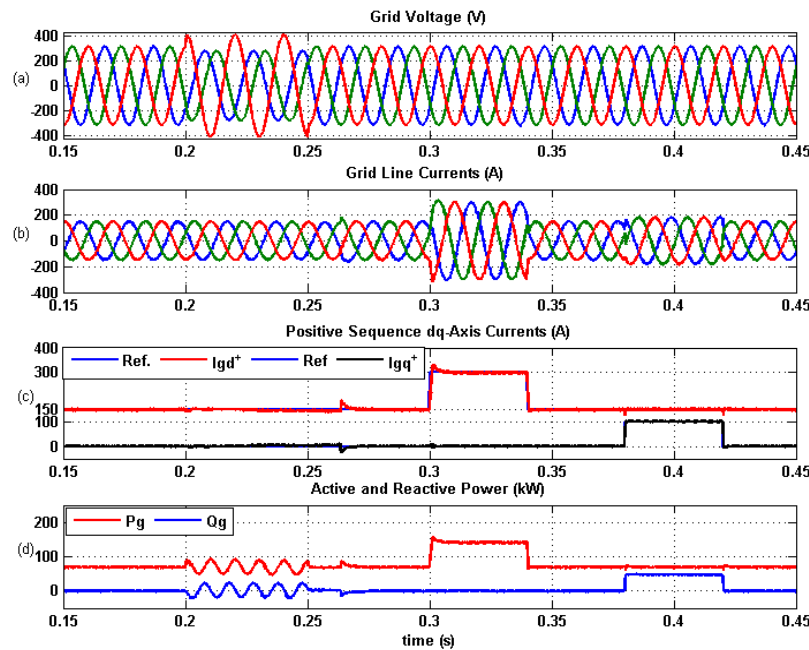 Grid Voltage (V)
400
200
(a)
0
-200
-400
0.15 0.2 0.25 0.3 0.35 0.4 0.45
Grid Line Currents (A)
400
200
(b)
0
-200
-400
0.15 0.2 0.25 0.3 0.35 0.4 0.45
Positive Sequence dq-Axis Currents (A)
400
Ref. Igd+ Ref Igq+
300
(c)
150
100
0
0.15 0.2 0.25 0.3 0.35 0.4 0.45
Active and Reactive Power (kW)
200
Pg Qg
100
(d)
0
0.15 0.2 0.25 0.3 0.35 0.4 0.45
time (s)